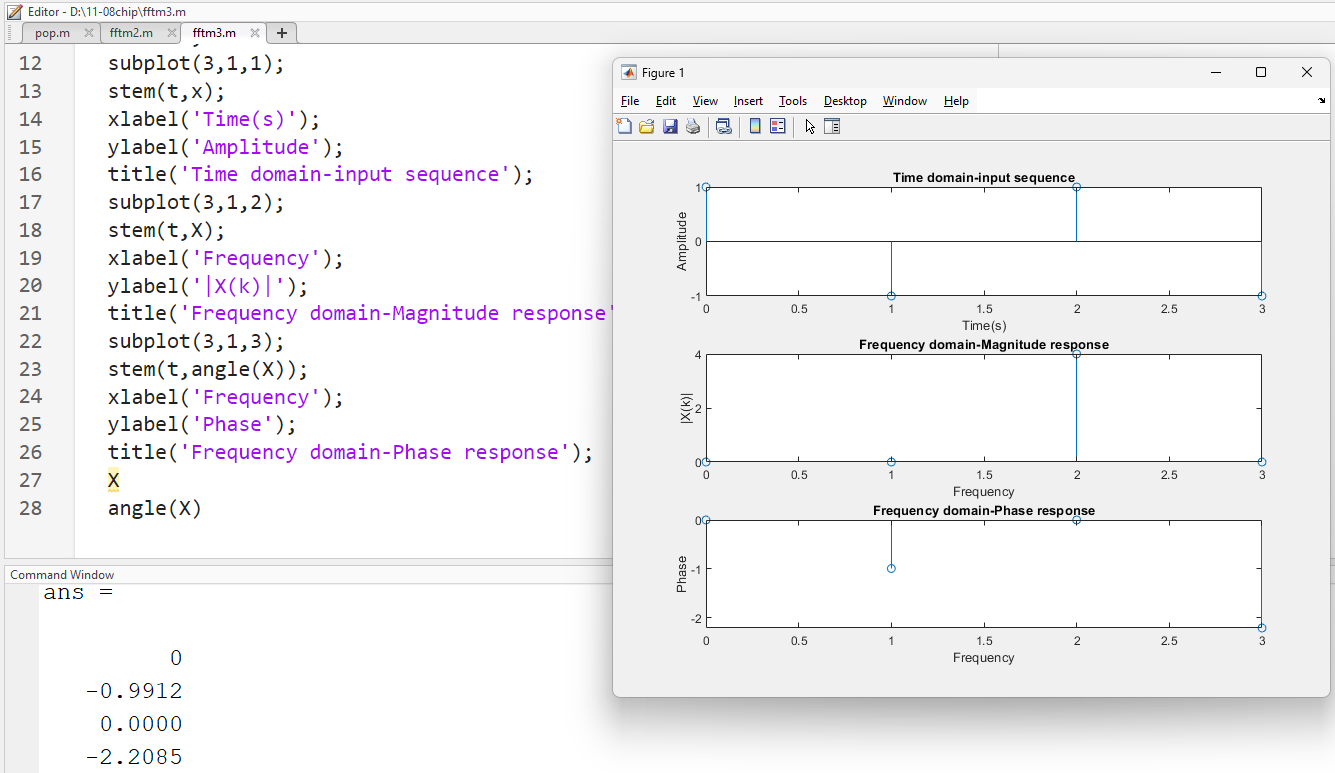 Editor - D:\11-08chip\fftm3.m
pop.m fftm2.m fftm3.m
12 subplot(3,1,1);
13 stem(t,x);
14 xlabel('Time(s)');
15 ylabel('Amplitude');
16 title('Time domain-input sequence');
17 subplot(3,1,2);
18 stem(t,X);
19 xlabel('Frequency');
20 ylabel('|X(k)|');
21 title('Frequency domain-Magnitude response'
22 subplot(3,1,3);
23 stem(t,angle(X));
24 xlabel('Frequency');
25 ylabel('Phase');
26 title('Frequency domain-Phase response');
27 X
28 angle(X)
Command Window
ans =
0
-0.9912
0.0000
-2.2085
Figure 1
File Edit View Insert Tools Desktop Window Help
Time domain-input sequence
Amplitude
1
0
-1
0 0.5 1 1.5 2 2.5 3
Time(s)
Frequency domain-Magnitude response
|X(k)|
4
2
0
0 0.5 1 1.5 2 2.5 3
Frequency
Frequency domain-Phase response
Phase
0
-1
-2
0 0.5 1 1.5 2 2.5 3
Frequency